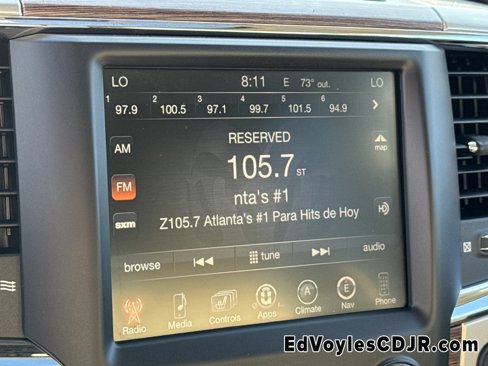 LO 8:11 E 73° out. LO
1 97.9 2 100.5 3 97.1 4 99.7 5 101.5 6 94.9
RESERVED
AM
map
105.7 ST
FM
nta's #1
Z105.7 Atlanta's #1 Para Hits de Hoy
HD
sxm
browse tune audio
Radio Media Controls Apps Climate Nav Phone
A E
EdVoylesCDJR.com